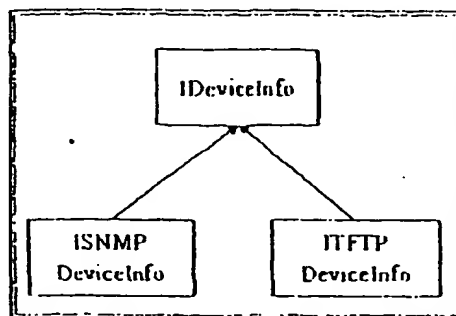 IDeviceInfo
ISNMP
DeviceInfo
ITFTP
DeviceInfo